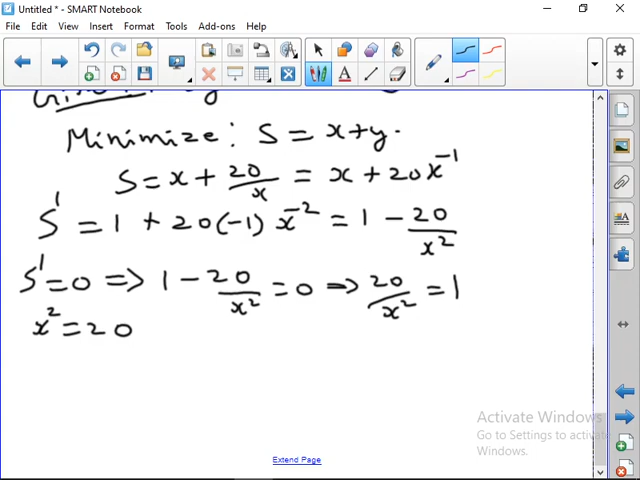 Untitled * - SMART Notebook
File Edit View Insert Format Tools Add-ons Help
Minimize: S = x+y.
S = x + 20/x = x + 20x⁻¹
S' = 1 + 20(-1) x⁻² = 1 - 20/x²
S' = 0 => 1 - 20/x² = 0 => 20/x² = 1
x² = 20
Activate Windows
Go to Settings to activate
Windows.
Extend Page